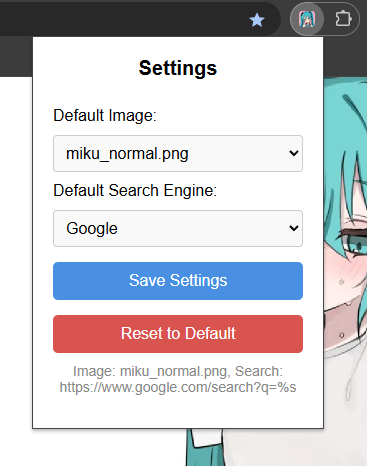 Settings
Default Image:
miku_normal.png
Default Search Engine:
Google
Save Settings
Reset to Default
Image: miku_normal.png, Search:
https://www.google.com/search?q=%s